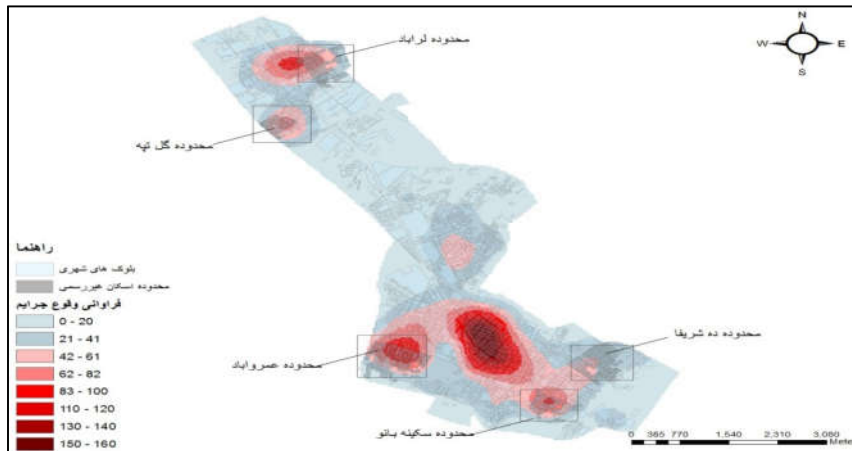 N
W
E
S
محدوده لراباد
محدوده گل تپه
راهنما
بلوک های شهری
محدوده اسکان غیررسمی
فراوانی وقوع جرایم
0 - 20
21 - 41
42 - 61
62 - 82
83 - 100
110 - 120
130 - 140
150 - 160
محدوده ده شریفا
محدوده عمروآباد
محدوده سکینه بانو
0 385 770 1,540 2,310 3,080
Mete